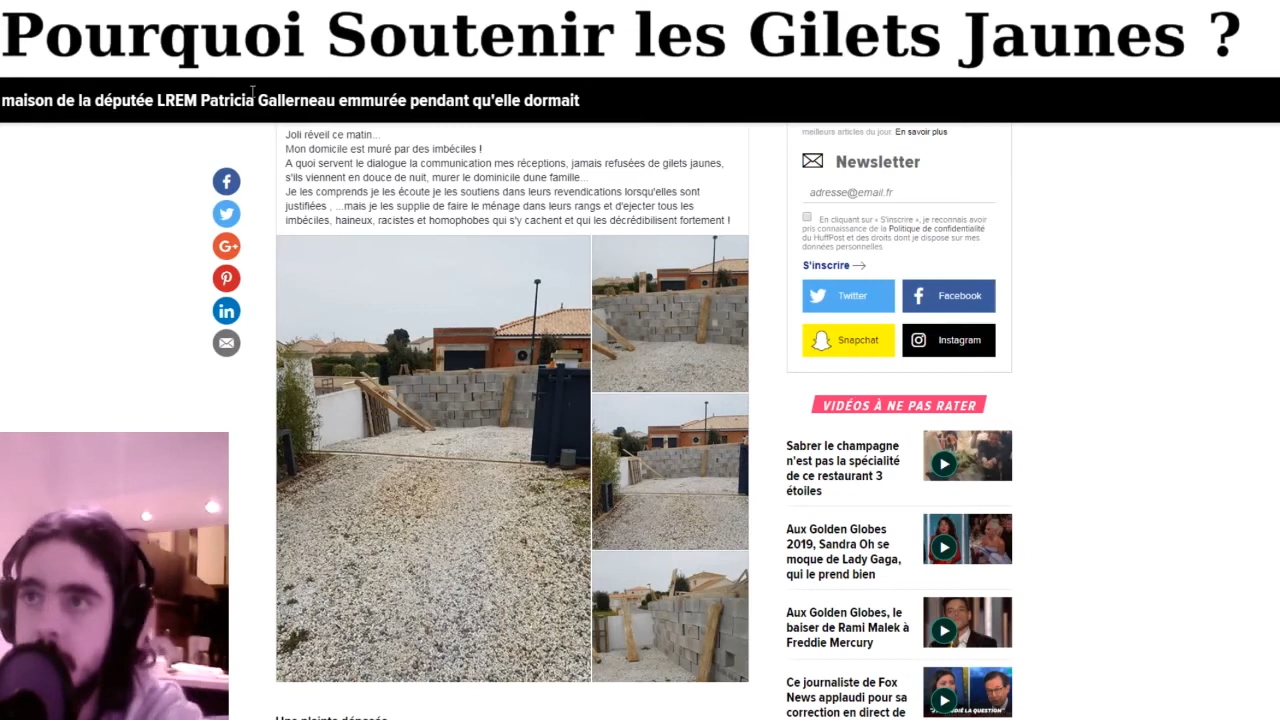 Pourquoi Soutenir les Gilets Jaunes ?
maison de la députée LREM Patricia Gallerneau emmurée pendant qu'elle dormait
Joli réveil ce matin...
Mon domicile est muré par des imbéciles !
A quoi servent le dialogue la communication mes réceptions, jamais refusées de gilets jaunes,
s'ils viennent en douce de nuit, murer le dominicile dune famille...
Je les comprends je les écoute je les soutiens dans leurs revendications lorsqu'elles sont
justifiées , ...mais je les supplie de faire le ménage dans leurs rangs et d'ejecter tous les
imbéciles, haineux, racistes et homophobes qui s'y cachent et qui les décrédibilisent fortement !
meilleurs articles du jour. En savoir plus
Newsletter
adresse@email.fr
En cliquant sur « S'inscrire », je reconnais avoir
pris connaissance de la Politique de confidentialité
du HuffPost et des droits dont je dispose sur mes
données personnelles
S'inscrire
Twitter
Facebook
Snapchat
Instagram
VIDÉOS À NE PAS RATER
Sabrer le champagne
n'est pas la spécialité
de ce restaurant 3
étoiles
Aux Golden Globes
2019, Sandra Oh se
moque de Lady Gaga,
qui le prend bien
Aux Golden Globes, le
baiser de Rami Malek à
Freddie Mercury
Ce journaliste de Fox
News applaudi pour sa
correction en direct de